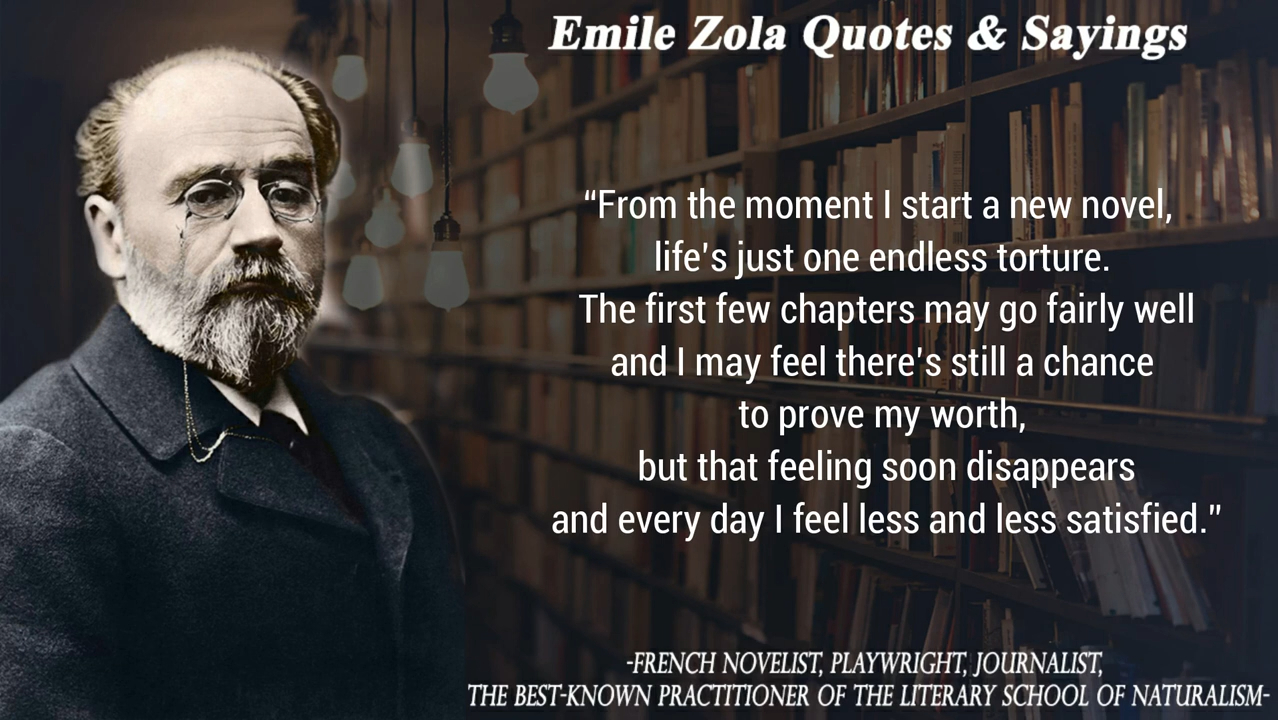 Emile Zola Quotes & Sayings
“From the moment I start a new novel,
life’s just one endless torture.
The first few chapters may go fairly well
and I may feel there’s still a chance
to prove my worth,
but that feeling soon disappears
and every day I feel less and less satisfied.”
-FRENCH NOVELIST, PLAYWRIGHT, JOURNALIST,
THE BEST-KNOWN PRACTITIONER OF THE LITERARY SCHOOL OF NATURALISM-